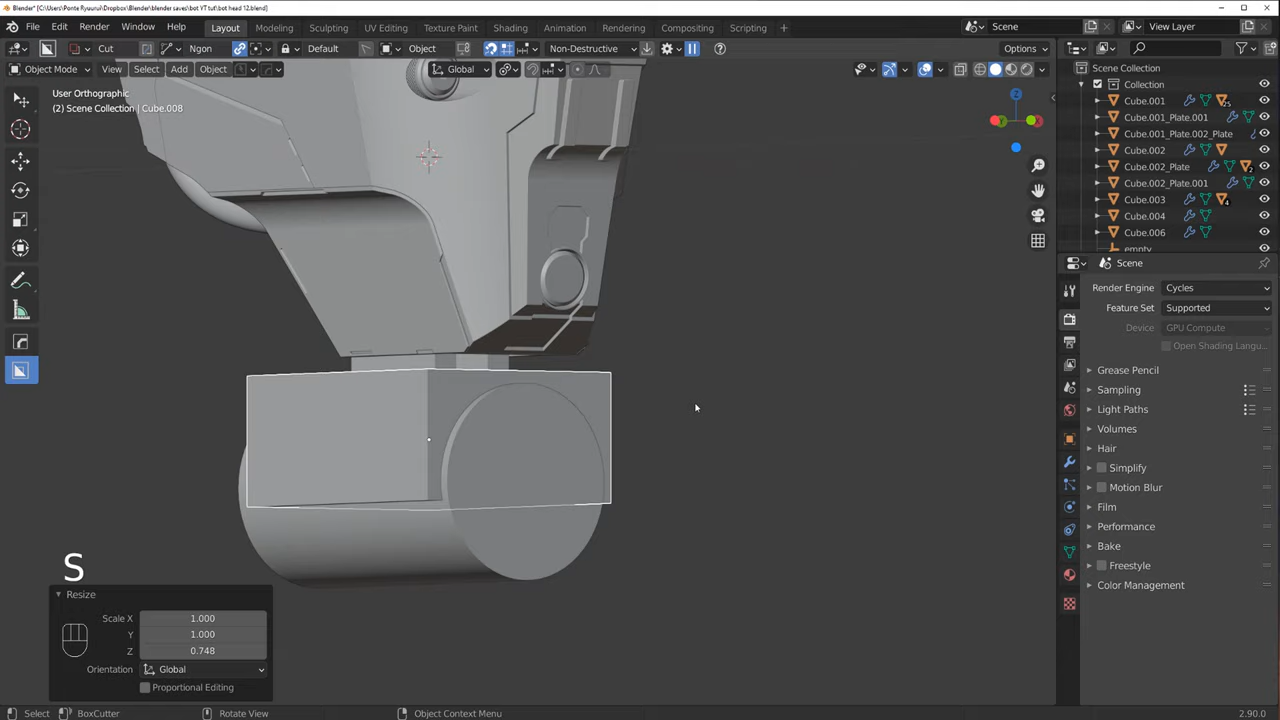 Blender* [C:\Users\Ponte Ryuurui\Dropbox\Blender\blender saves\bot YT tut\bot head 12.blend]
File Edit Render Window Help Layout Modeling Sculpting UV Editing Texture Paint Shading Animation Rendering Compositing Scripting + Scene View Layer
Cut Ngon Default Object Non-Destructive Options
Object Mode View Select Add Object Global
User Orthographic
(2) Scene Collection | Cube.008
Z
Scene Collection
Collection
Cube.001 25
Cube.001_Plate.001
Cube.001_Plate.002_Plate
Cube.002
Cube.002_Plate 2
Cube.002_Plate.001
Cube.003 4
Cube.004
Cube.006
empty
Scene
Render Engine Cycles
Feature Set Supported
Device GPU Compute
Open Shading Langu...
Grease Pencil
Sampling
Light Paths
Volumes
Hair
Simplify
Motion Blur
Film
Performance
Bake
Freestyle
Color Management
S
Resize
Scale X 1.000
Y 1.000
Z 0.748
Orientation Global
Proportional Editing
Select BoxCutter Rotate View Object Context Menu 2.90.0